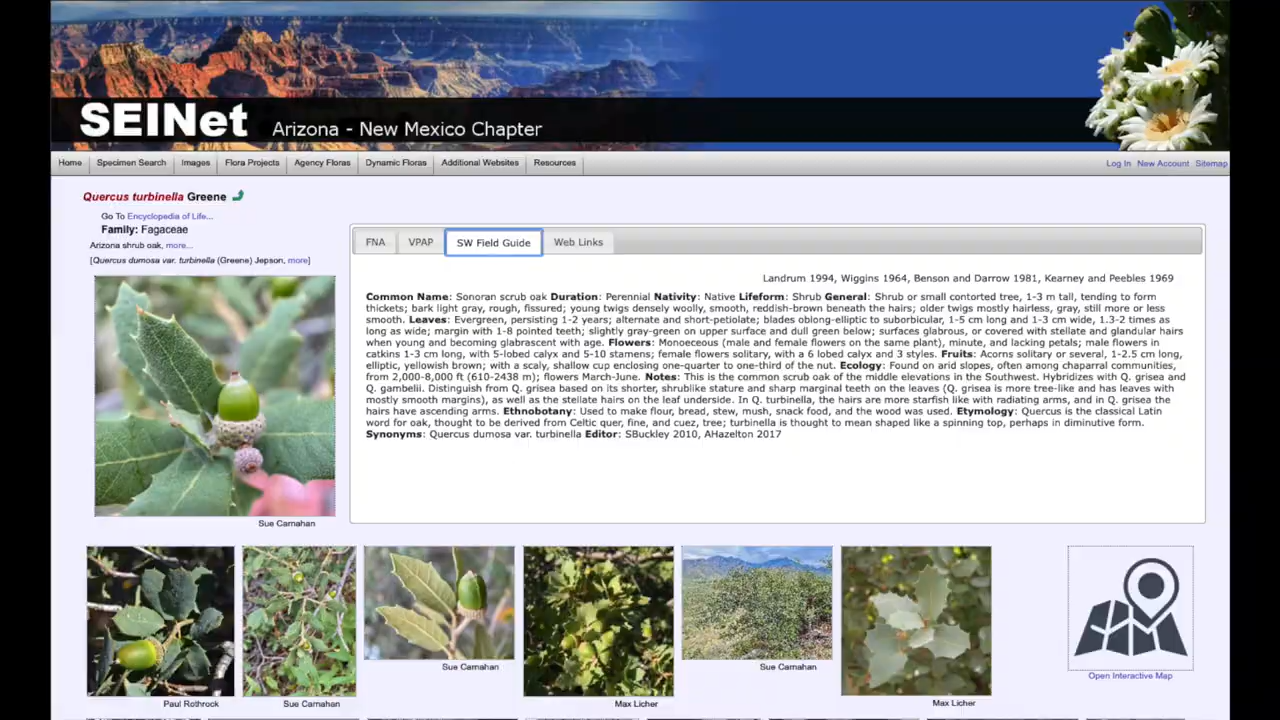 SEINet Arizona - New Mexico Chapter
Home Specimen Search Images Flora Projects Agency Floras Dynamic Floras Additional Websites Resources Log In New Account Sitemap
Quercus turbinella Greene
Go To Encyclopedia of Life...
Family: Fagaceae
Arizona shrub oak, more...
[Quercus dumosa var. turbinella (Greene) Jepson, more]
Sue Carnahan
FNA VPAP SW Field Guide Web Links
Landrum 1994, Wiggins 1964, Benson and Darrow 1981, Kearney and Peebles 1969
Common Name: Sonoran scrub oak Duration: Perennial Nativity: Native Lifeform: Shrub General: Shrub or small contorted tree, 1-3 m tall, tending to form
thickets; bark light gray, rough, fissured; young twigs densely woolly, smooth, reddish-brown beneath the hairs; older twigs mostly hairless, gray, still more or less
smooth. Leaves: Evergreen, persisting 1-2 years; alternate and short-petiolate; blades oblong-elliptic to suborbicular, 1-5 cm long and 1-3 cm wide, 1.3-2 times as
long as wide; margin with 1-8 pointed teeth; slightly gray-green on upper surface and dull green below; surfaces glabrous, or covered with stellate and glandular hairs
when young and becoming glabrascent with age. Flowers: Monoeceous (male and female flowers on the same plant), minute, and lacking petals; male flowers in
catkins 1-3 cm long, with 5-lobed calyx and 5-10 stamens; female flowers solitary, with a 6 lobed calyx and 3 styles. Fruits: Acorns solitary or several, 1-2.5 cm long,
elliptic, yellowish brown; with a scaly, shallow cup enclosing one-quarter to one-third of the nut. Ecology: Found on arid slopes, often among chaparral communities,
from 2,000-8,000 ft (610-2438 m); flowers March-June. Notes: This is the common scrub oak of the middle elevations in the Southwest. Hybridizes with Q. grisea and
Q. gambelii. Distinguish from Q. grisea based on its shorter, shrublike stature and sharp marginal teeth on the leaves (Q. grisea is more tree-like and has leaves with
mostly smooth margins), as well as the stellate hairs on the leaf underside. In Q. turbinella, the hairs are more starfish like with radiating arms, and in Q. grisea the
hairs have ascending arms. Ethnobotany: Used to make flour, bread, stew, mush, snack food, and the wood was used. Etymology: Quercus is the classical Latin
word for oak, thought to be derived from Celtic quer, fine, and cuez, tree; turbinella is thought to mean shaped like a spinning top, perhaps in diminutive form.
Synonyms: Quercus dumosa var. turbinella Editor: SBuckley 2010, AHazelton 2017
Paul Rothrock
Sue Carnahan
Sue Carnahan
Max Licher
Sue Carnahan
Max Licher
Open Interactive Map